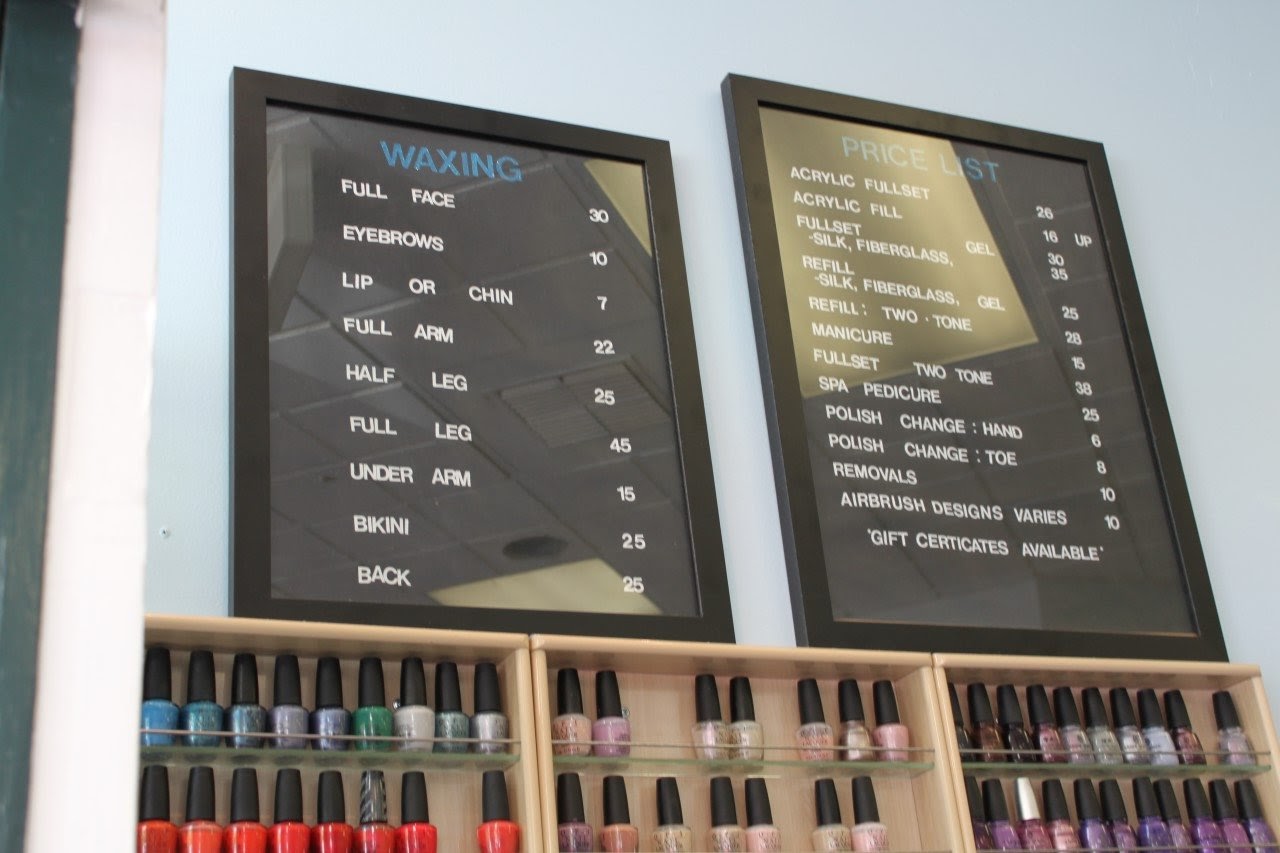 WAXING
FULL FACE 30
EYEBROWS 10
LIP OR CHIN 7
FULL ARM 22
HALF LEG 25
FULL LEG 45
UNDER ARM 15
BIKINI 25
BACK 25
PRICE LIST
ACRYLIC FULLSET 26
ACRYLIC FILL 16 UP
FULLSET 30
-SILK, FIBERGLASS, GEL 35
REFILL
-SILK, FIBERGLASS, GEL 25
REFILL: TWO · TONE 28
MANICURE 15
FULLSET TWO TONE 38
SPA PEDICURE 25
POLISH CHANGE : HAND 6
POLISH CHANGE : TOE 8
REMOVALS 10
AIRBRUSH DESIGNS VARIES 10
'GIFT CERTICATES AVAILABLE'